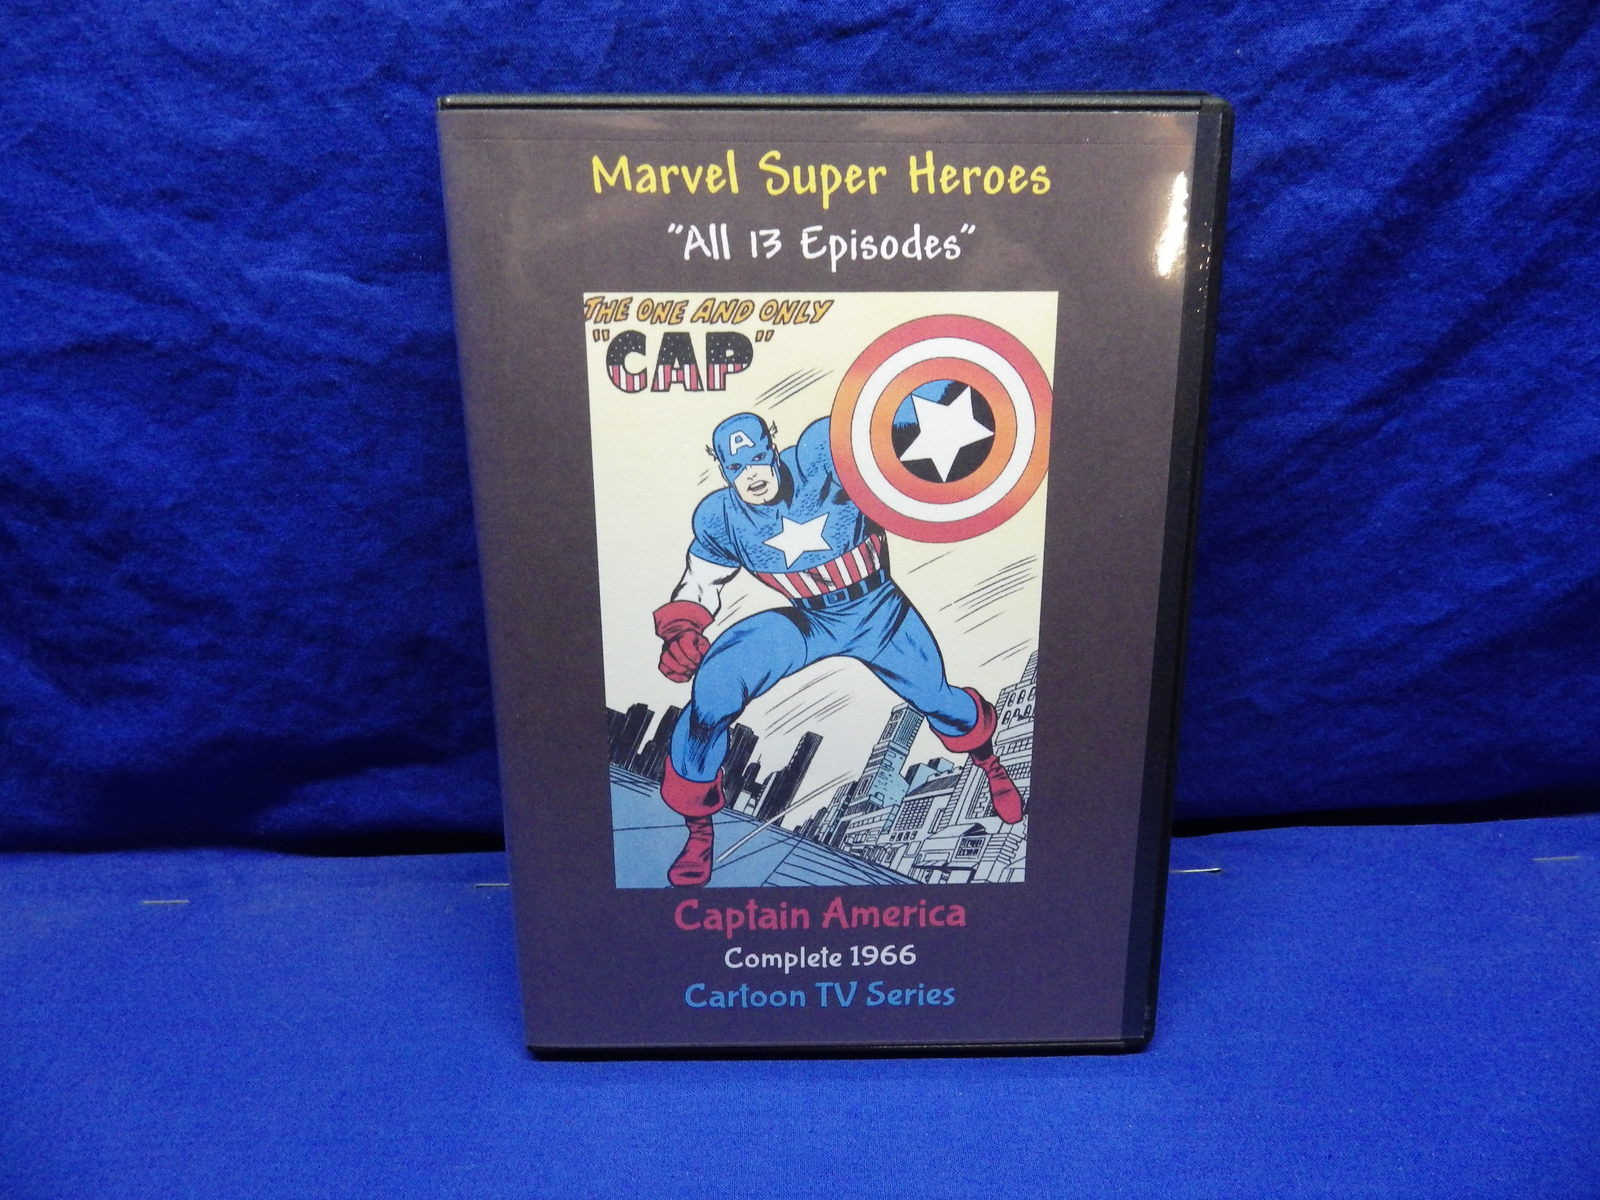 Marvel Super Heroes
"All 13 Episodes"
THE ONE AND ONLY
"CAP"
A
Captain America
Complete 1966
Cartoon TV Series